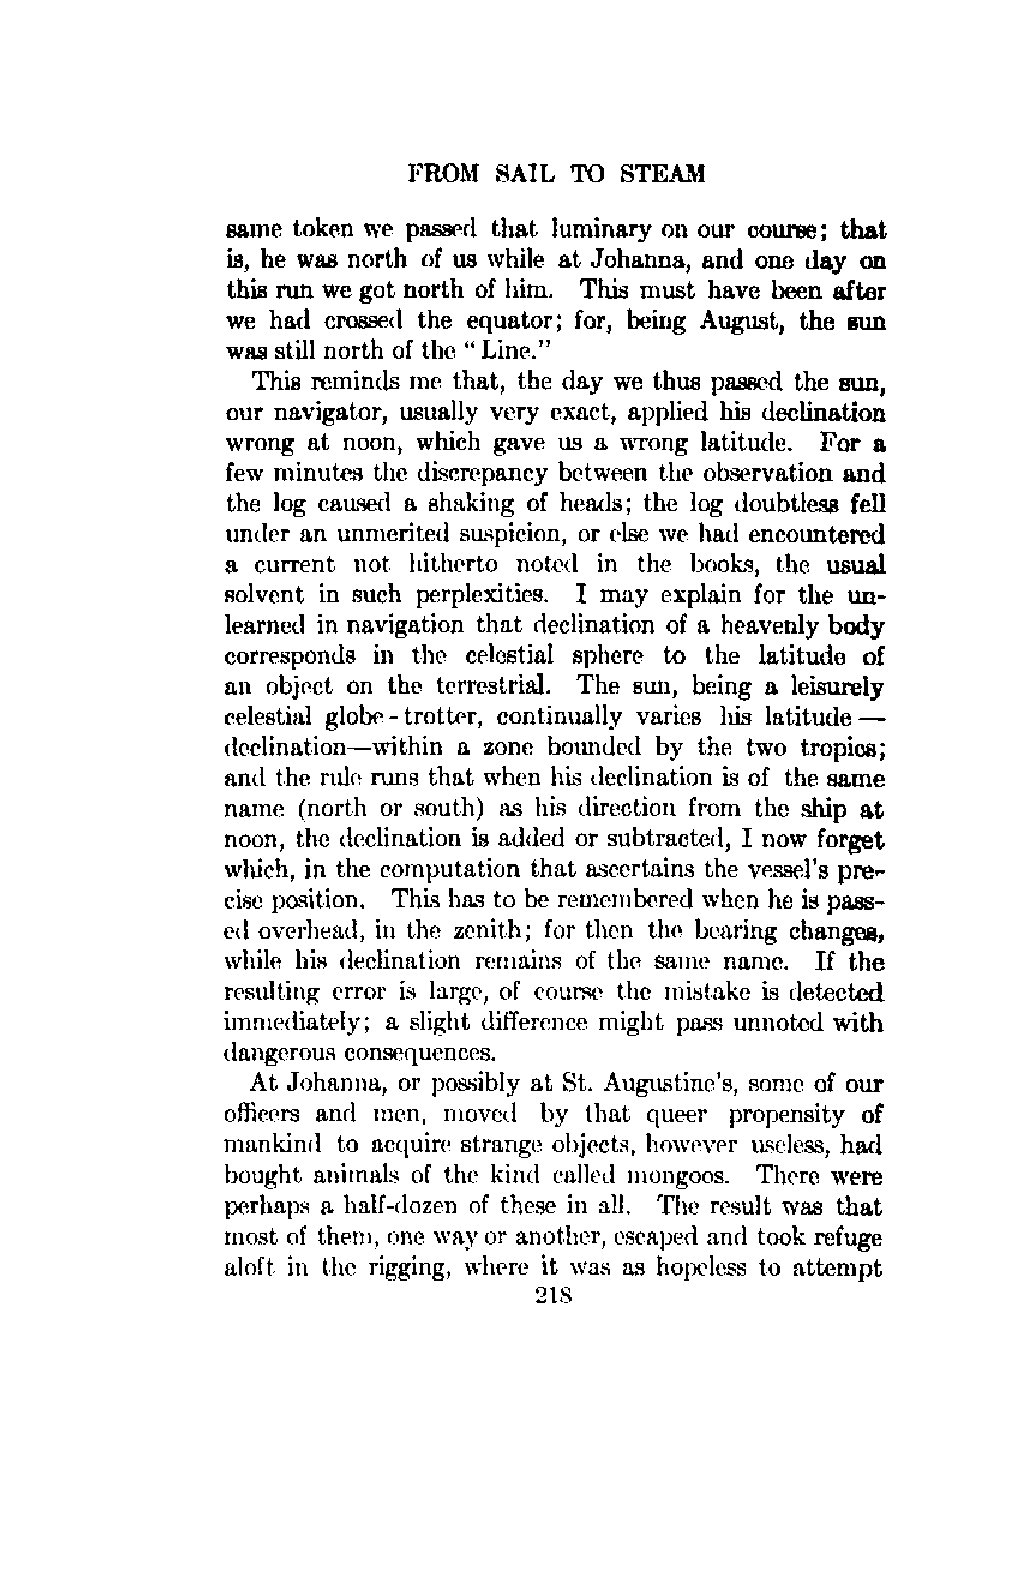 FROM SAIL TO STEAM
same token we passed that luminary on our course; that
is, he was north of us while at Johanna, and one day on
this run we got north of him. This must have been after
we had crossed the equator; for, being August, the sun
was still north of the "Line."
This reminds me that, the day we thus passed the sun,
our navigator, usually very exact, applied his declination
wrong at noon, which gave us a wrong latitude. For a
few minutes the discrepancy between the observation and
the log caused a shaking of heads; the log doubtless fell
under an unmerited suspicion, or else we had encountered
a current not hitherto noted in the books, the usual
solvent in such perplexities. I may explain for the un-
learned in navigation that declination of a heavenly body
corresponds in the celestial sphere to the latitude of
an object on the terrestrial. The sun, being a leisurely
celestial globe-trotter, continually varies his latitude—
declination—within a zone bounded by the two tropics;
and the rule runs that when his declination is of the same
name (north or south) as his direction from the ship at
noon, the declination is added or subtracted, I now forget
which, in the computation that ascertains the vessel's pre-
cise position. This has to be remembered when he is pass-
ed overhead, in the zenith; for then the bearing changes,
while his declination remains of the same name. If the
resulting error is large, of course the mistake is detected
immediately; a slight difference might pass unnoted with
dangerous consequences.
At Johanna, or possibly at St. Augustine's, some of our
officers and men, moved by that queer propensity of
mankind to acquire strange objects, however useless, had
bought animals of the kind called mongoos. There were
perhaps a half-dozen of these in all. The result was that
most of them, one way or another, escaped and took refuge
aloft in the rigging, where it was as hopeless to attempt
218